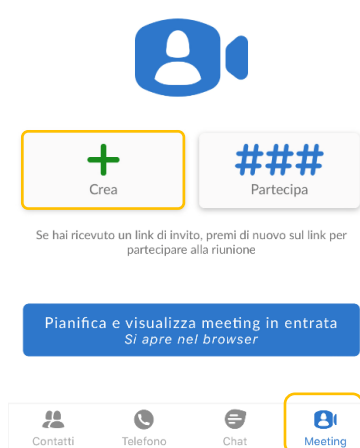 ###
Crea
Partecipa
Se hai ricevuto un link di invito, premi di nuovo sul link per
partecipare alla riunione
Pianifica e visualizza meeting in entrata
Si apre nel browser
Contatti
Telefono
Chat
Meeting